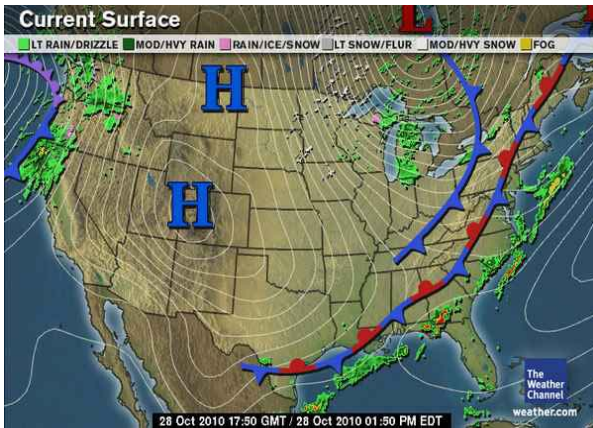 Current Surface
LT RAIN/DRIZZLE MOD/HVY RAIN RAIN/ICE/SNOW LT SNOW/FLUR MOD/HVY SNOW FOG
L
H
H
The
Weather
Channel
weather.com
28 Oct 2010 17:50 GMT / 28 Oct 2010 01:50 PM EDT